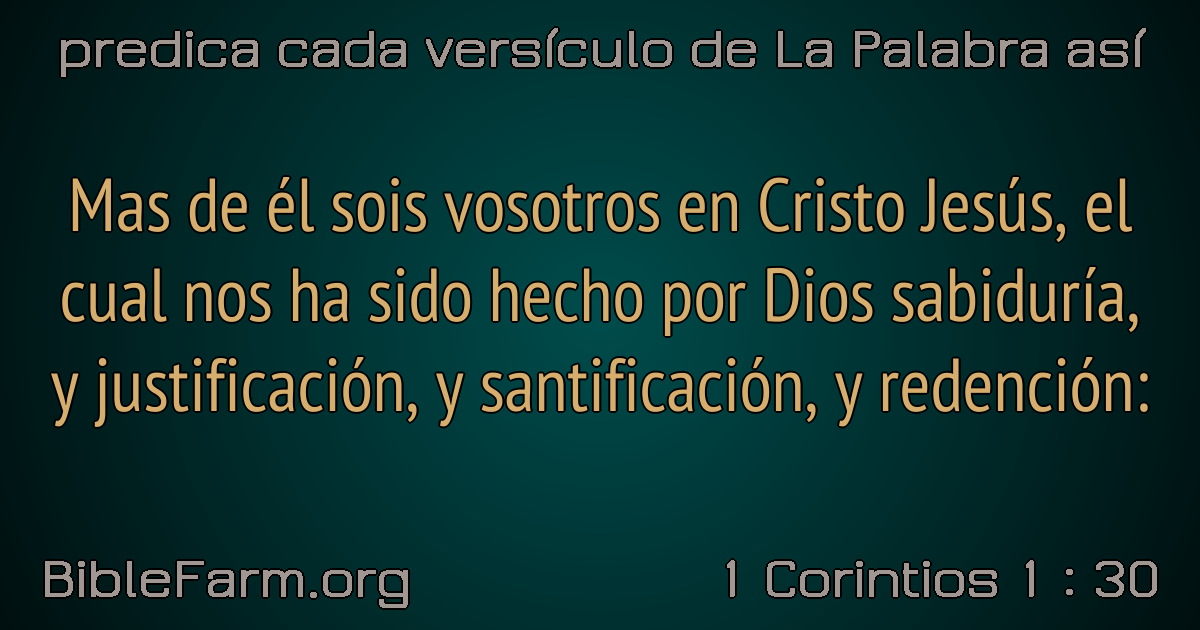 predica cada versículo de La Palabra así
Mas de él sois vosotros en Cristo Jesús, el
cual nos ha sido hecho por Dios sabiduría,
y justificación, y santificación, y redención:
BibleFarm.org
1 Corintios 1 : 30